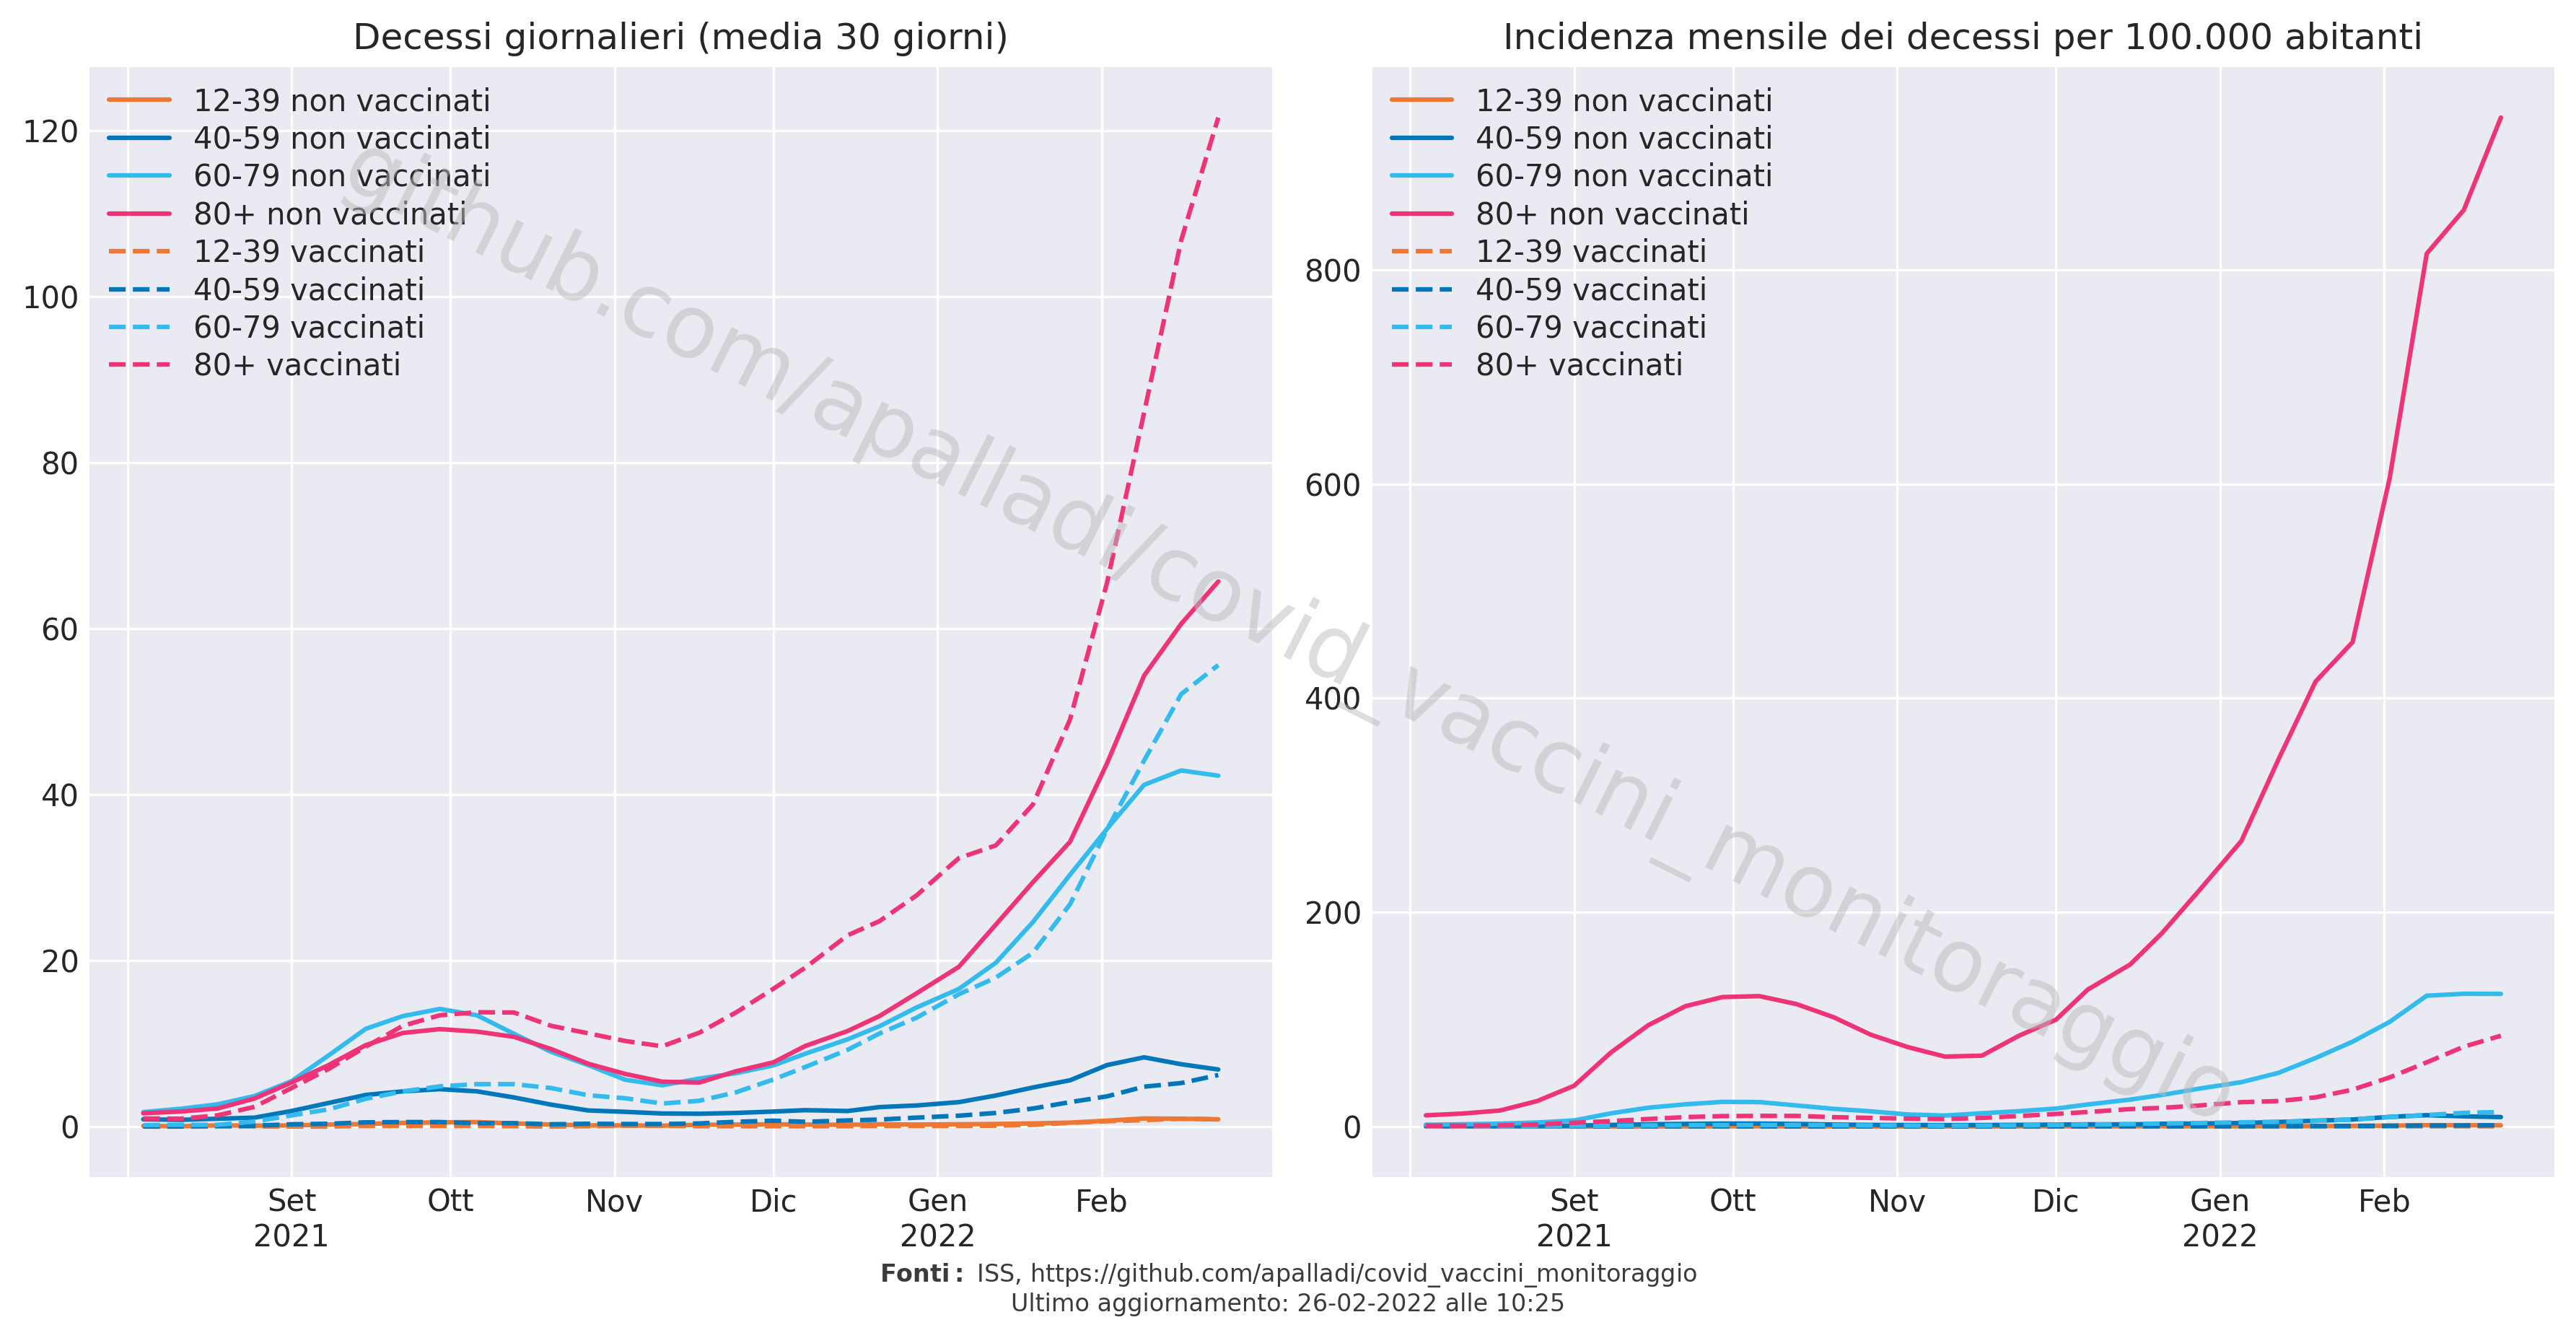 Decessi giornalieri (media 30 giorni)
120
100
80
60
40
20
0
12-39 non vaccinati
40-59 non vaccinati
60-79 non vaccinati
80+ non vaccinati
12-39 vaccinati
40-59 vaccinati
60-79 vaccinati
80+ vaccinati
Set
2021
Ott
Nov
Dic
Gen
2022
Feb
Incidenza mensile dei decessi per 100.000 abitanti
800
600
400
200
0
12-39 non vaccinati
40-59 non vaccinati
60-79 non vaccinati
80+ non vaccinati
12-39 vaccinati
40-59 vaccinati
60-79 vaccinati
80+ vaccinati
Set
2021
Ott
Nov
Dic
Gen
2022
Feb
github.com/apalladi/covid_vaccini_monitoraggio
Fonti: ISS, https://github.com/apalladi/covid_vaccini_monitoraggio
Ultimo aggiornamento: 26-02-2022 alle 10:25